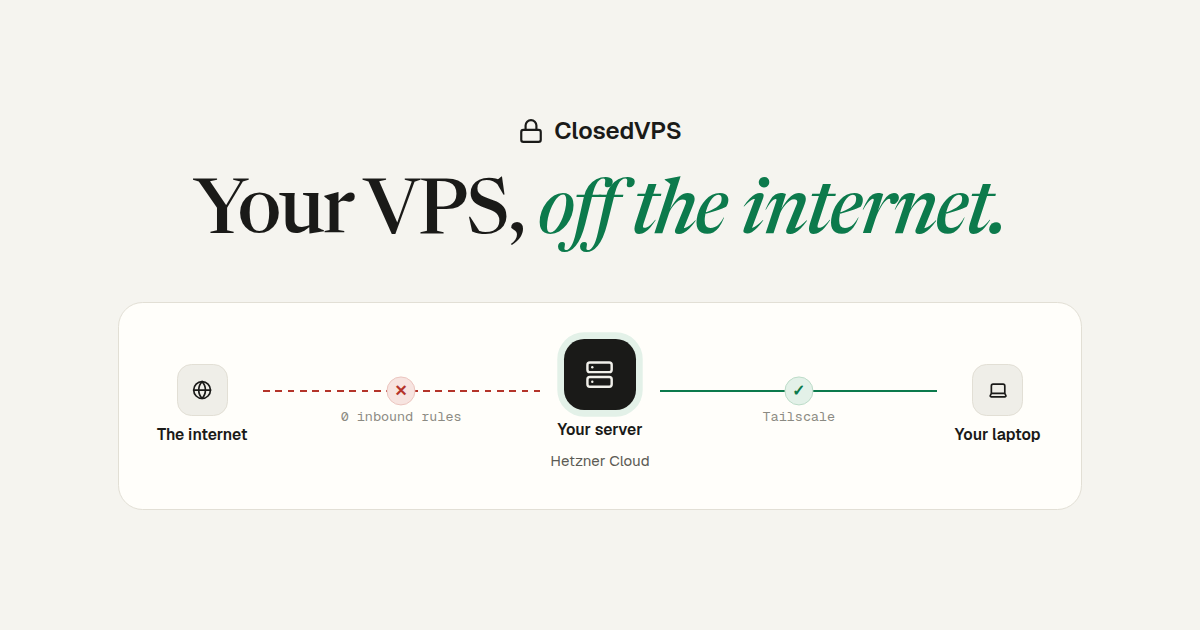 ClosedVPS
Your VPS, off the internet.
The internet
0 inbound rules
Your server
Hetzner Cloud
Tailscale
Your laptop